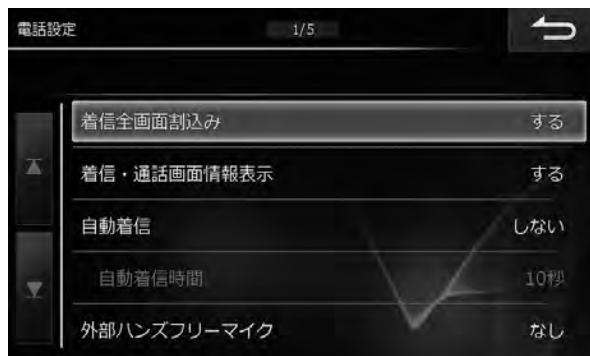 電話設定 1/5
着信全画面割込み する
着信・通話画面情報表示 する
自動着信 しない
自動着信時間 10秒
外部ハンズフリーマイク なし